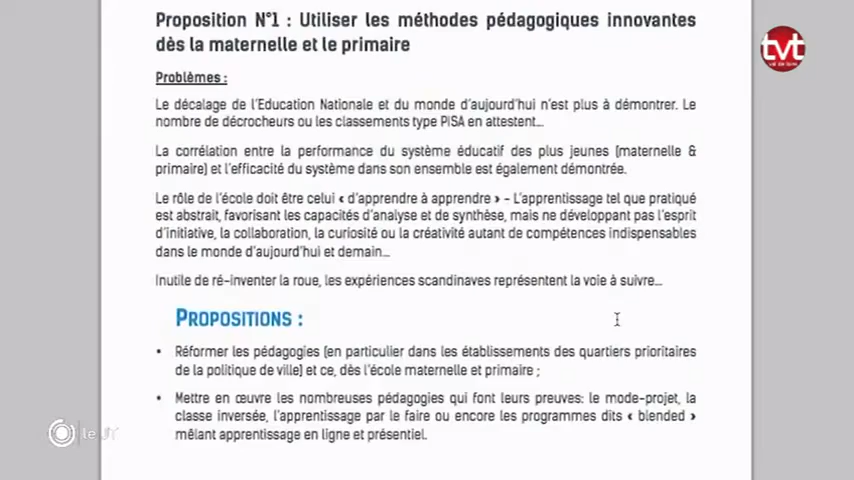 Proposition N°1 : Utiliser les méthodes pédagogiques innovantes
dès la maternelle et le primaire
tvt
Problèmes :
Le décalage de l'Education Nationale et du monde d'aujourd'hui n'est plus à démontrer. Le
nombre de décrocheurs ou les classements type PISA en attestent...
La corrélation entre la performance du système éducatif des plus jeunes (maternelle &
primaire) et l'efficacité du système dans son ensemble est également démontrée.
Le rôle de l'école doit être celui « d'apprendre à apprendre » - L'apprentissage tel que pratiqué
est abstrait, favorisant les capacités d'analyse et de synthèse, mais ne développant pas l'esprit
d'initiative, la collaboration, la curiosité ou la créativité autant de compétences indispensables
dans le monde d'aujourd'hui et demain...
Inutile de ré-inventer la roue, les expériences scandinaves représentent la voie à suivre...
PROPOSITIONS :
• Réformer les pédagogies (en particulier dans les établissements des quartiers prioritaires
de la politique de ville) et ce, dès l'école maternelle et primaire ;
• Mettre en œuvre les nombreuses pédagogies qui font leurs preuves: le mode-projet, la
classe inversée, l'apprentissage par le faire ou encore les programmes dits « blended »
mêlant apprentissage en ligne et présentiel.
le JT